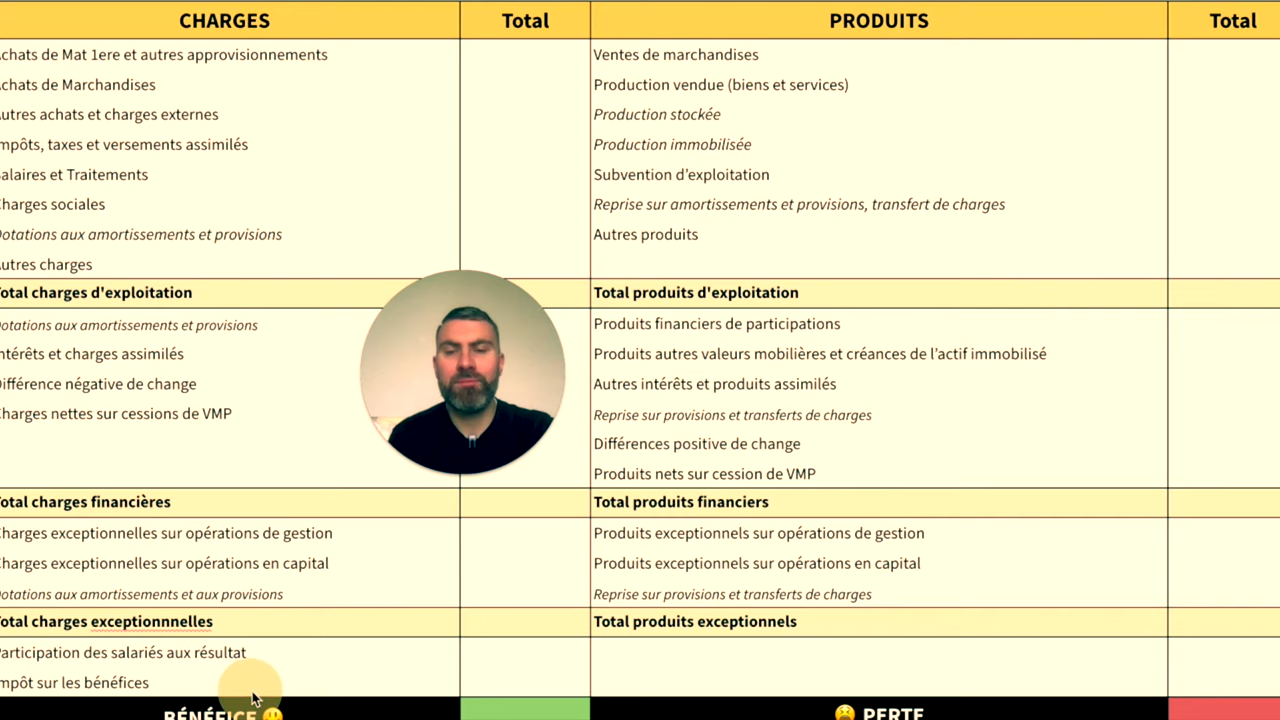 CHARGES Total PRODUITS Total
chats de Mat 1ere et autres approvisionnements Ventes de marchandises
chats de Marchandises Production vendue (biens et services)
utres achats et charges externes Production stockée
mpôts, taxes et versements assimilés Production immobilisée
alaires et Traitements Subvention d'exploitation
harges sociales Reprise sur amortissements et provisions, transfert de charges
otations aux amortissements et provisions Autres produits
utres charges
otal charges d'exploitation Total produits d'exploitation
otations aux amortissements et provisions Produits financiers de participations
ntérêts et charges assimilés Produits autres valeurs mobilières et créances de l'actif immobilisé
ifférence négative de change Autres intérêts et produits assimilés
harges nettes sur cessions de VMP Reprise sur provisions et transferts de charges
Différences positive de change
Produits nets sur cession de VMP
otal charges financières Total produits financiers
harges exceptionnelles sur opérations de gestion Produits exceptionnels sur opérations de gestion
harges exceptionnelles sur opérations en capital Produits exceptionnels sur opérations en capital
otations aux amortissements et aux provisions Reprise sur provisions et transferts de charges
otal charges exceptionnnelles Total produits exceptionnels
articipation des salariés aux résultat
mpôt sur les bénéfices
BÉNÉFICE PERTE